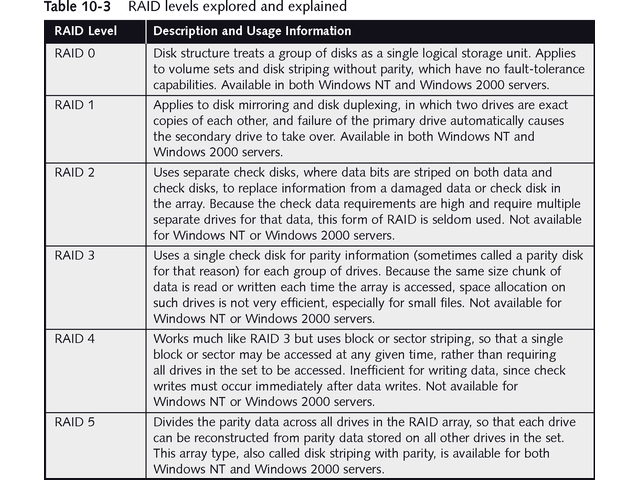 Table 10-3 RAID levels explored and explained
RAID Level Description and Usage Information
RAID 0 Disk structure treats a group of disks as a single logical storage unit. Applies
to volume sets and disk striping without parity, which have no fault-tolerance
capabilities. Available in both Windows NT and Windows 2000 servers.
RAID 1 Applies to disk mirroring and disk duplexing, in which two drives are exact
copies of each other, and failure of the primary drive automatically causes
the secondary drive to take over. Available in both Windows NT and
Windows 2000 servers.
RAID 2 Uses separate check disks, where data bits are striped on both data and
check disks, to replace information from a damaged data or check disk in
the array. Because the check data requirements are high and require multiple
separate drives for that data, this form of RAID is seldom used. Not available
for Windows NT or Windows 2000 servers.
RAID 3 Uses a single check disk for parity information (sometimes called a parity disk
for that reason) for each group of drives. Because the same size chunk of
data is read or written each time the array is accessed, space allocation on
such drives is not very efficient, especially for small files. Not available for
Windows NT or Windows 2000 servers.
RAID 4 Works much like RAID 3 but uses block or sector striping, so that a single
block or sector may be accessed at any given time, rather than requiring
all drives in the set to be accessed. Inefficient for writing data, since check
writes must occur immediately after data writes. Not available for
Windows NT or Windows 2000 servers.
RAID 5 Divides the parity data across all drives in the RAID array, so that each drive
can be reconstructed from parity data stored on all other drives in the set.
This array type, also called disk striping with parity, is available for both
Windows NT and Windows 2000 servers.